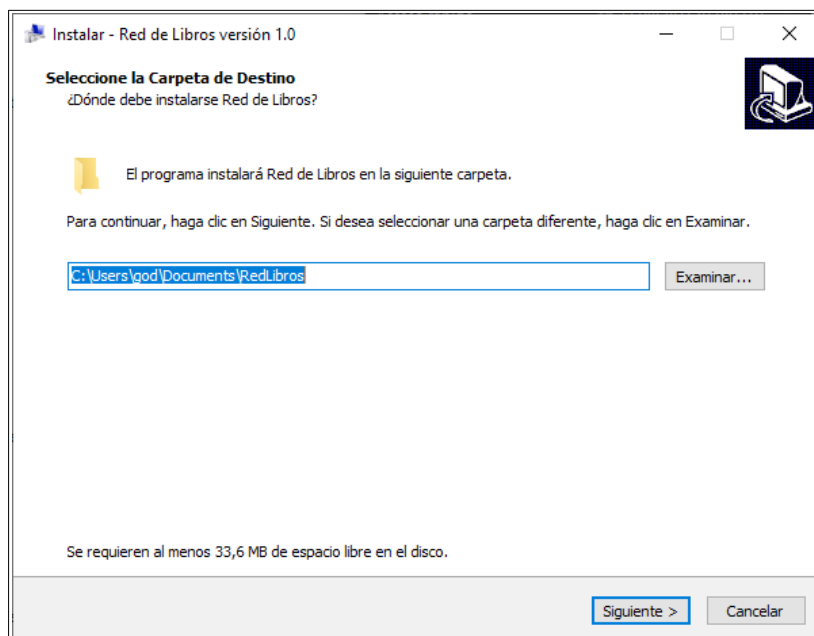 Instalar - Red de Libros versión 1.0
Seleccione la Carpeta de Destino
¿Dónde debe instalarse Red de Libros?
El programa instalará Red de Libros en la siguiente carpeta.
Para continuar, haga clic en Siguiente. Si desea seleccionar una carpeta diferente, haga clic en Examinar.
C:\Users\god\Documents\RedLibros
Examinar...
Se requieren al menos 33,6 MB de espacio libre en el disco.
Siguiente >
Cancelar